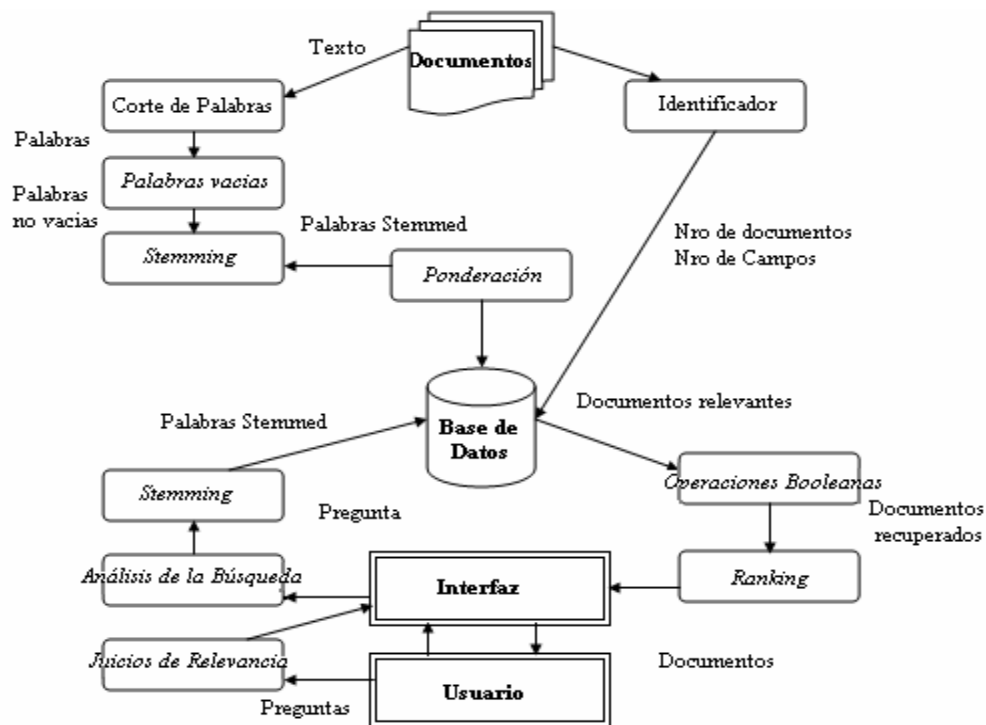 Texto
Documentos
Corte de Palabras
Identificador
Palabras
Palabras vacias
Palabras
no vacias
Palabras Stemmed
Stemming
Ponderación
Nro de documentos
Nro de Campos
Base de
Datos
Documentos relevantes
Palabras Stemmed
Stemming
Operaciones Booleanas
Pregunta
Documentos
recuperados
Análisis de la Búsqueda
Interfaz
Ranking
Juicios de Relevancia
Documentos
Usuario
Preguntas